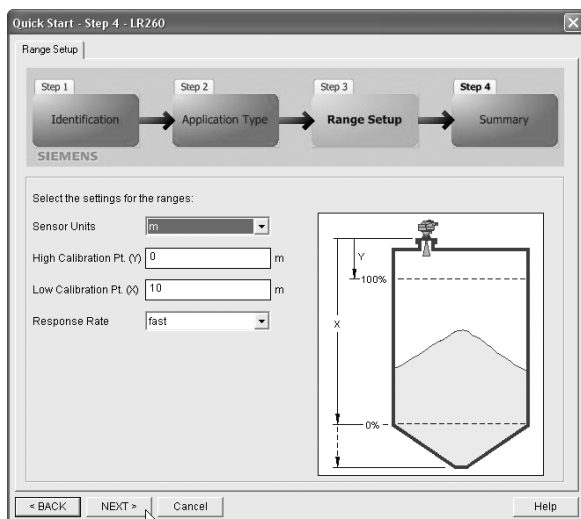 Quick Start - Step 4 - LR260
Range Setup
Step 1
Step 2
Step 3
Step 4
Identification
Application Type
Range Setup
Summary
SIEMENS
Select the settings for the ranges:
Sensor Units
m
High Calibration Pt. (Y)
0
m
Low Calibration Pt. (X)
10
m
Response Rate
fast
Y
100%
X
0%
< BACK
NEXT >
Cancel
Help